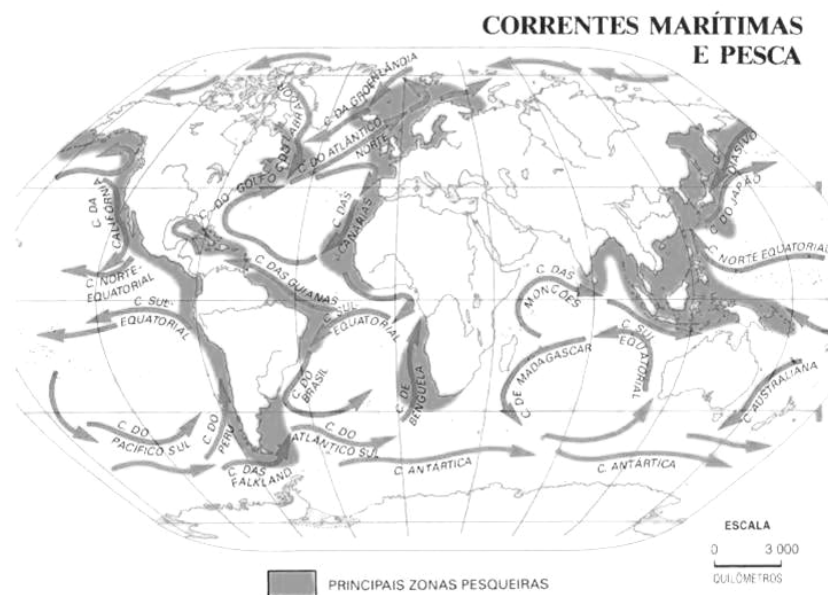 CORRENTES MARÍTIMAS
E PESCA
C. DA GROENLÂNDIA
LABRADOR
C. DO ATLÂNTICO
NORTE
C. DO GOLFO
C. DA
CALIFÓRNIA
C. DAS
CANÁRIAS
C. DO JAPÃO
C. NORTE-
EQUATORIAL
C. DAS GUIANAS
C. DAS
MONÇÕES
C. NORTE EQUATORIAL
C. SUL-
EQUATORIAL
C. SUL-
EQUATORIAL
C. SUL
EQUATORIAL
C. DE MADAGASCAR
C. DO
BRASIL
C. DE
BENGUELA
C. AUSTRALIANA
C. DO
PACÍFICO SUL
C. DO
PERU
C. DO
ATLÂNTICO SUL
C. DAS
FALKLAND
C. ANTÁRTICA
C. ANTÁRTICA
ESCALA
0 3 000
QUILÔMETROS
PRINCIPAIS ZONAS PESQUEIRAS